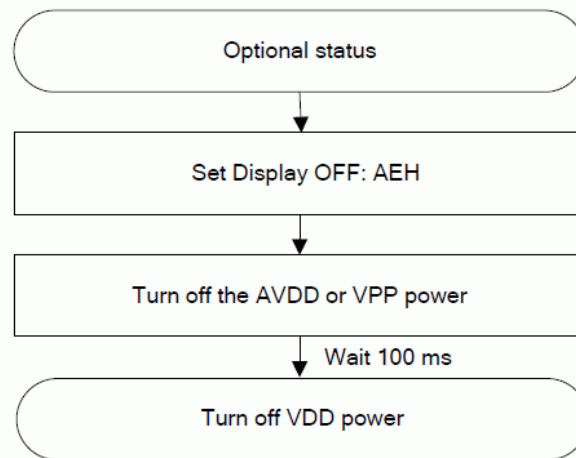 Optional status
Set Display OFF: AEH
Turn off the AVDD or VPP power
Wait 100 ms
Turn off VDD power